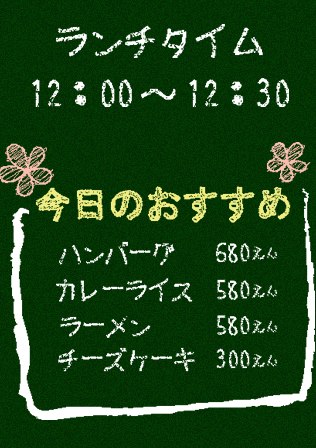 ランチタイム
12：00～12：30
今日のおすすめ
ハンバーグ 680えん
カレーライス 580えん
ラーメン 580えん
チーズケーキ 300えん